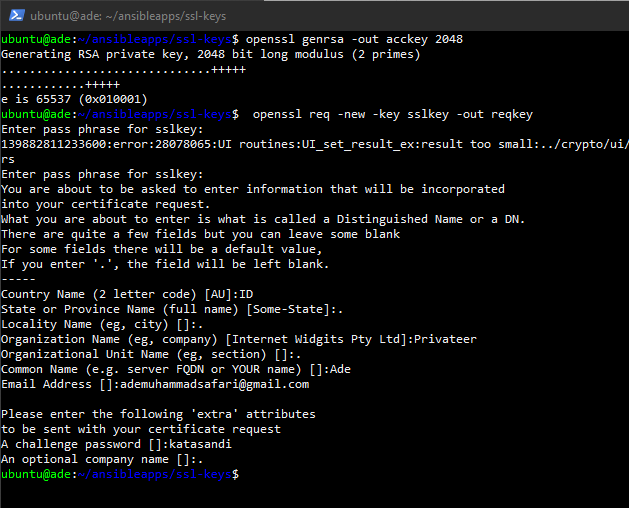 ubuntu@ade: ~/ansibleapps/ssl-keys
ubuntu@ade:~/ansibleapps/ssl-keys$ openssl genrsa -out acckey 2048
Generating RSA private key, 2048 bit long modulus (2 primes)
..............................+++++
............+++++
e is 65537 (0x010001)
ubuntu@ade:~/ansibleapps/ssl-keys$  openssl req -new -key sslkey -out reqkey
Enter pass phrase for sslkey:
139882811233600:error:28078065:UI routines:UI_set_result_ex:result too small:../crypto/ui/
rs
Enter pass phrase for sslkey:
You are about to be asked to enter information that will be incorporated
into your certificate request.
What you are about to enter is what is called a Distinguished Name or a DN.
There are quite a few fields but you can leave some blank
For some fields there will be a default value,
If you enter '.', the field will be left blank.
-----
Country Name (2 letter code) [AU]:ID
State or Province Name (full name) [Some-State]:.
Locality Name (eg, city) []:.
Organization Name (eg, company) [Internet Widgits Pty Ltd]:Privateer
Organizational Unit Name (eg, section) []:.
Common Name (e.g. server FQDN or YOUR name) []:Ade
Email Address []:ademuhammadsafari@gmail.com

Please enter the following 'extra' attributes
to be sent with your certificate request
A challenge password []:katasandi
An optional company name []:.
ubuntu@ade:~/ansibleapps/ssl-keys$